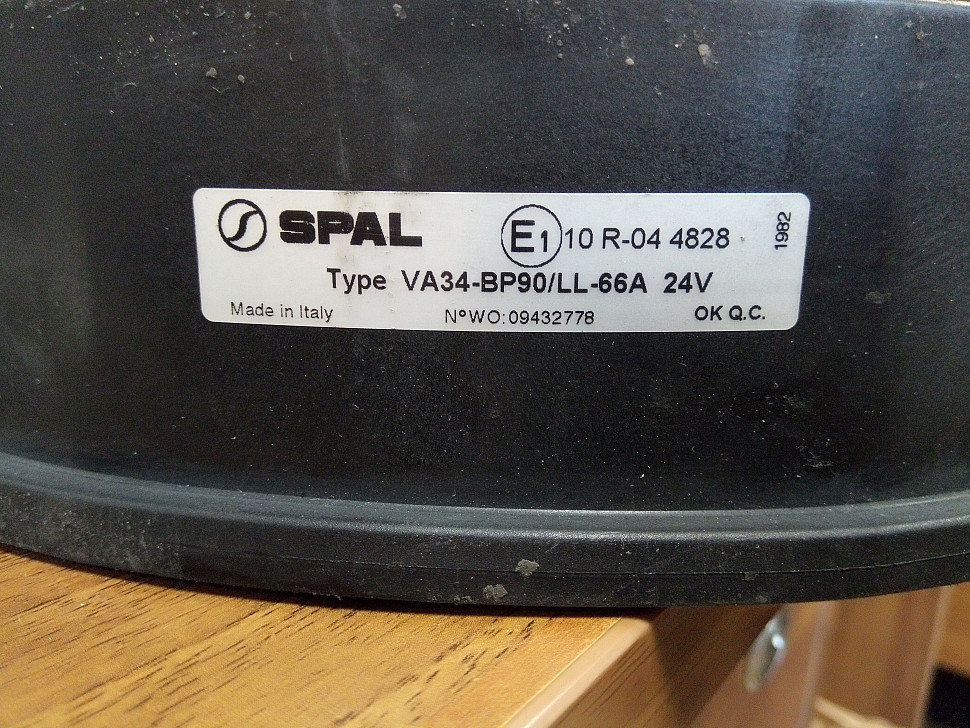 SPAL E1 10 R-04 4828
1982
Type VA34-BP90/LL-66A 24V
Made in Italy N°WO:09432778 OK Q.C.